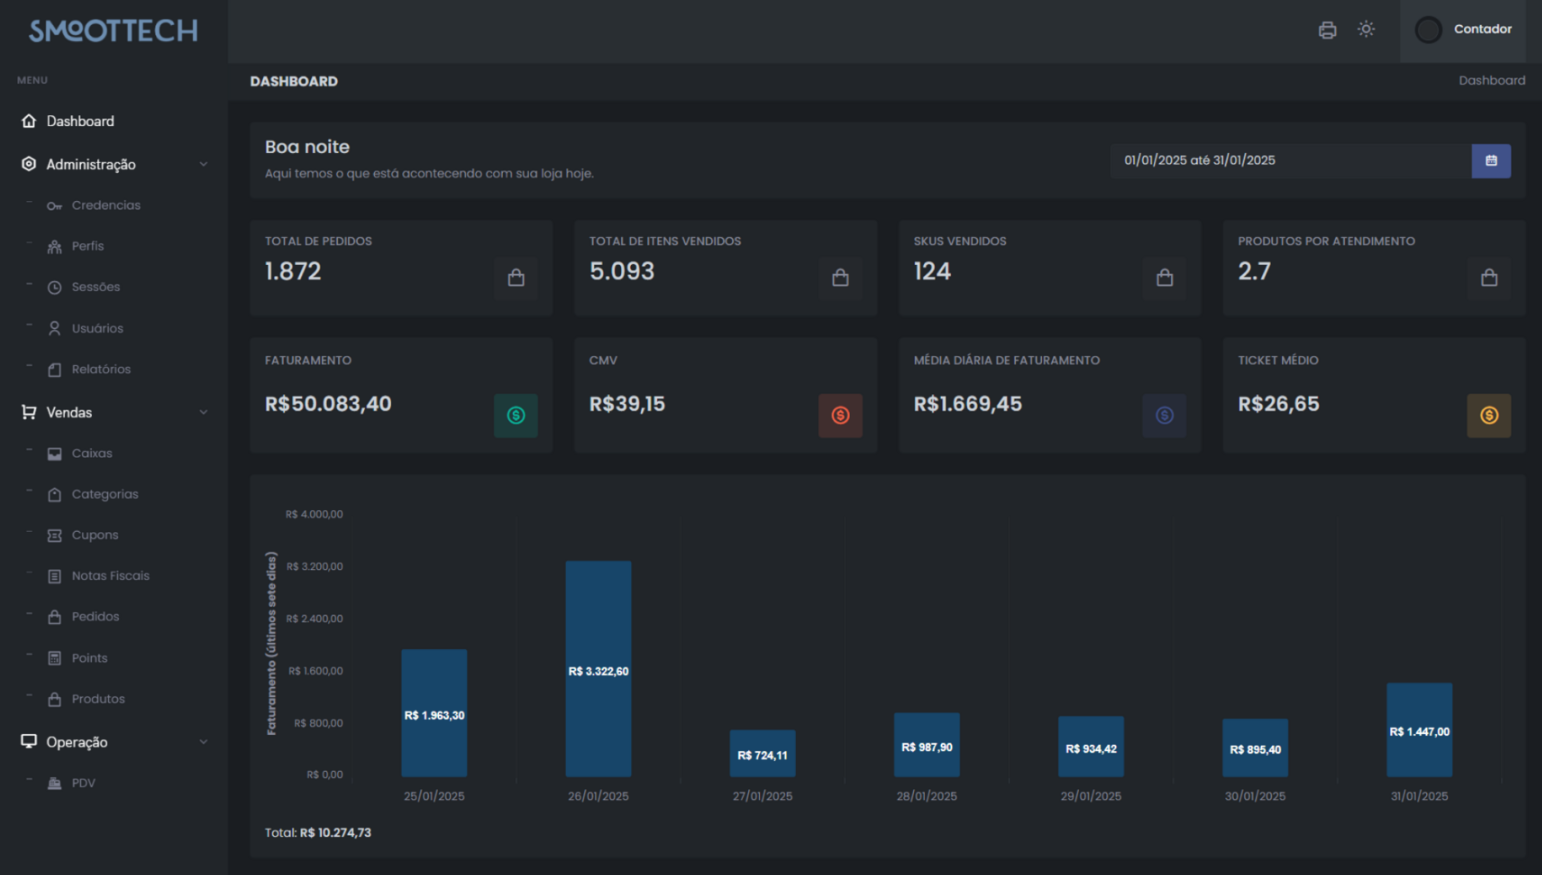 SMOOTTECH
Contador
MENU
DASHBOARD
Dashboard
Dashboard
Administração
Credencias
Perfis
Sessões
Usuários
Relatórios
Vendas
Caixas
Categorias
Cupons
Notas Fiscais
Pedidos
Points
Produtos
Operação
PDV
Boa noite
Aqui temos o que está acontecendo com sua loja hoje.
01/01/2025 até 31/01/2025
TOTAL DE PEDIDOS
1.872
TOTAL DE ITENS VENDIDOS
5.093
SKUS VENDIDOS
124
PRODUTOS POR ATENDIMENTO
2.7
FATURAMENTO
R$50.083,40
CMV
R$39,15
MÉDIA DIÁRIA DE FATURAMENTO
R$1.669,45
TICKET MÉDIO
R$26,65
Faturamento (últimos sete dias)
R$ 4.000,00
R$ 3.200,00
R$ 2.400,00
R$ 1.600,00
R$ 800,00
R$ 0,00
R$ 1.963,30
R$ 3.322,60
R$ 724,11
R$ 987,90
R$ 934,42
R$ 895,40
R$ 1.447,00
25/01/2025
26/01/2025
27/01/2025
28/01/2025
29/01/2025
30/01/2025
31/01/2025
Total: R$ 10.274,73